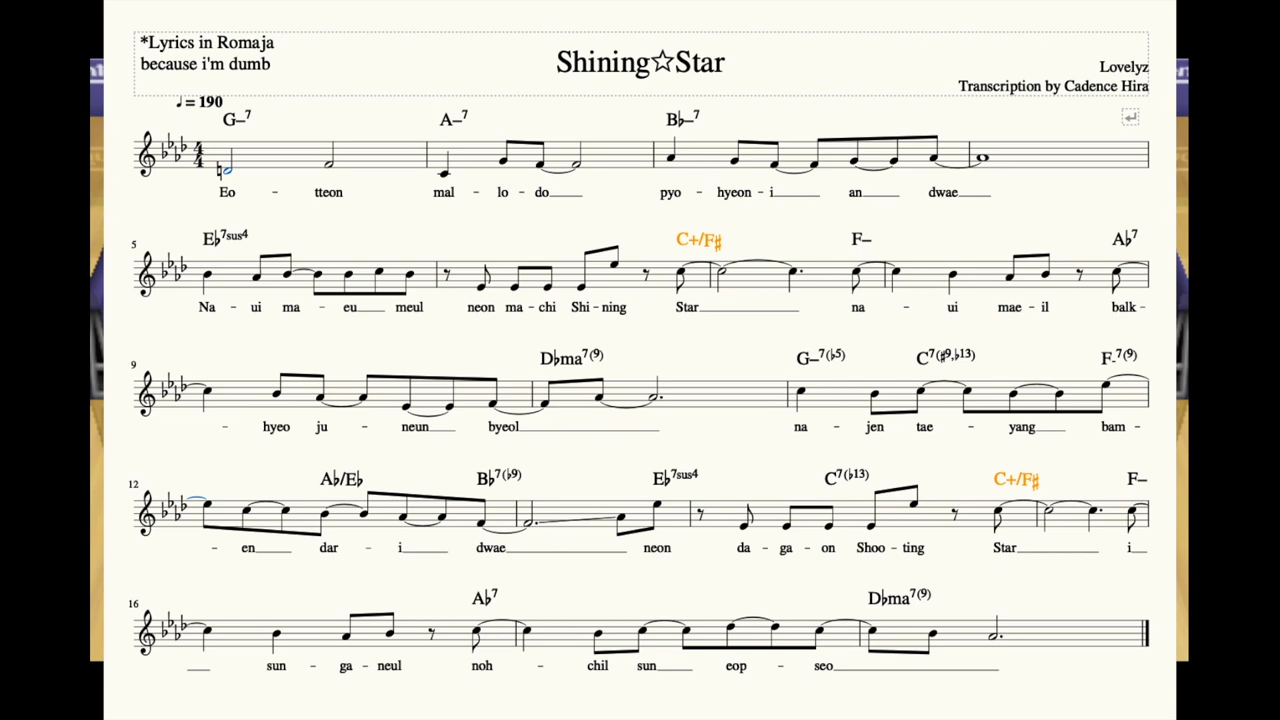 *Lyrics in Romaja
because i'm dumb
Shining☆Star
Lovelyz
Transcription by Cadence Hira
♩ = 190
G–7 A–7 B♭–7
4/4
Eo - tteon mal - lo - do pyo - hyeon - i an dwae
5
E♭7sus4 C+/F♯ F– A♭7
Na - ui ma - eu meul neon ma - chi Shi - ning Star na - ui mae - il balk -
9
D♭ma7(9) G–7(♭5) C7(♯9,♭13) F-7(9)
- hyeo ju - neun byeol na - jen tae - yang bam -
12
A♭/E♭ B♭7(♭9) E♭7sus4 C7(♭13) C+/F♯ F–
- en dar - i dwae neon da - ga - on Shoo - ting Star i
16
A♭7 D♭ma7(9)
sun - ga - neul noh - chil sun eop - seo